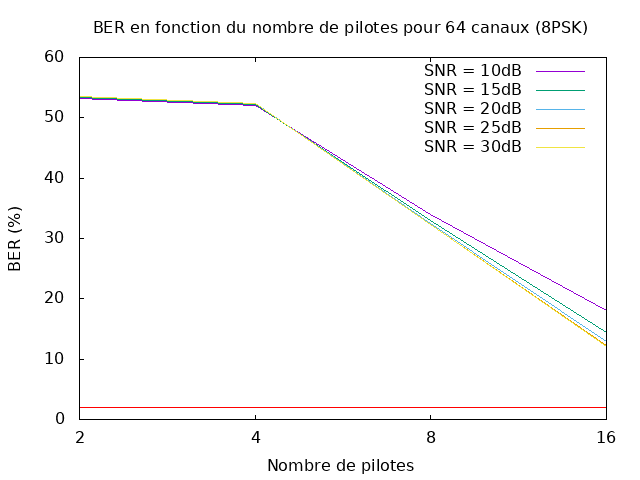 BER en fonction du nombre de pilotes pour 64 canaux (8PSK)
60
50
40
30
20
10
0
BER (%)
SNR = 10dB
SNR = 15dB
SNR = 20dB
SNR = 25dB
SNR = 30dB
2 4 8 16
Nombre de pilotes